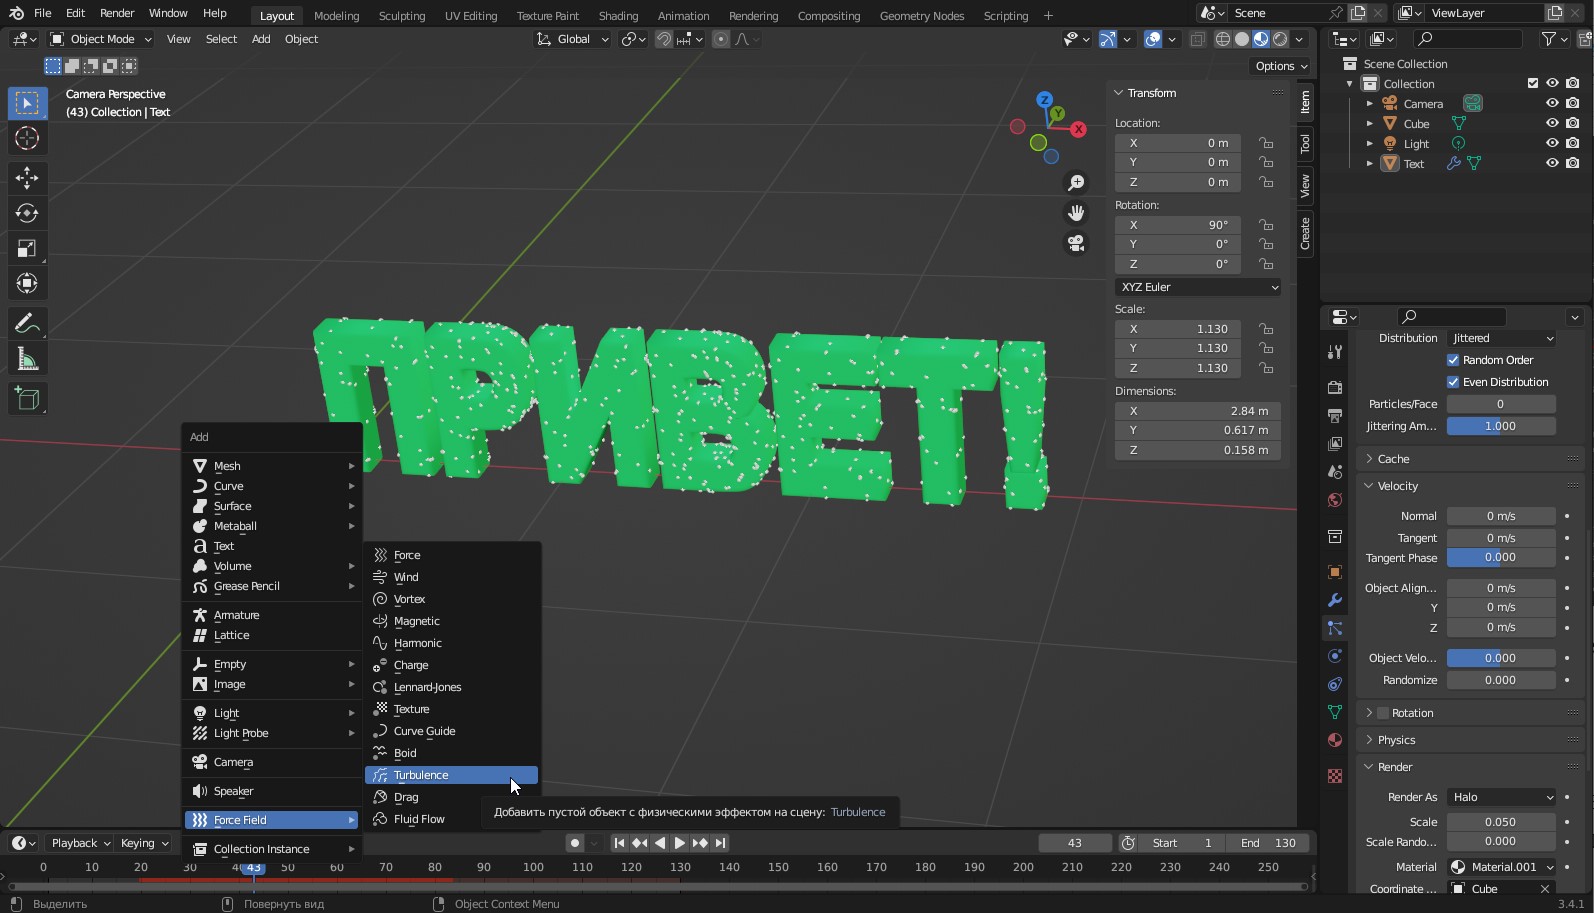 File Edit Render Window Help Layout Modeling Sculpting UV Editing Texture Paint Shading Animation Rendering Compositing Geometry Nodes Scripting + Scene ViewLayer
Object Mode View Select Add Object Global
Options
Camera Perspective
(43) Collection | Text
Z
Y
X
ПРИВЕТ!
Transform
Location:
X 0 m
Y 0 m
Z 0 m
Rotation:
X 90°
Y 0°
Z 0°
XYZ Euler
Scale:
X 1.130
Y 1.130
Z 1.130
Dimensions:
X 2.84 m
Y 0.617 m
Z 0.158 m
Item
Tool
View
Create
Scene Collection
Collection
Camera
Cube
Light
Text
Distribution Jittered
Random Order
Even Distribution
Particles/Face 0
Jittering Am... 1.000
Cache
Velocity
Normal 0 m/s
Tangent 0 m/s
Tangent Phase 0.000
Object Align... 0 m/s
Y 0 m/s
Z 0 m/s
Object Velo... 0.000
Randomize 0.000
Rotation
Physics
Render
Render As Halo
Scale 0.050
Scale Rando... 0.000
Material Material.001
Coordinate ... Cube
Add
Mesh
Curve
Surface
Metaball
Text
Volume
Grease Pencil
Armature
Lattice
Empty
Image
Light
Light Probe
Camera
Speaker
Force Field
Collection Instance
Force
Wind
Vortex
Magnetic
Harmonic
Charge
Lennard-Jones
Texture
Curve Guide
Boid
Turbulence
Drag
Fluid Flow
Добавить пустой объект с физическими эффектом на сцену: Turbulence
Playback Keying 43 Start 1 End 130
0 10 20 30 4 43 50 60 70 80 90 100 110 120 130 140 150 160 170 180 190 200 210 220 230 240 250
Выделить Повернуть вид Object Context Menu 3.4.1